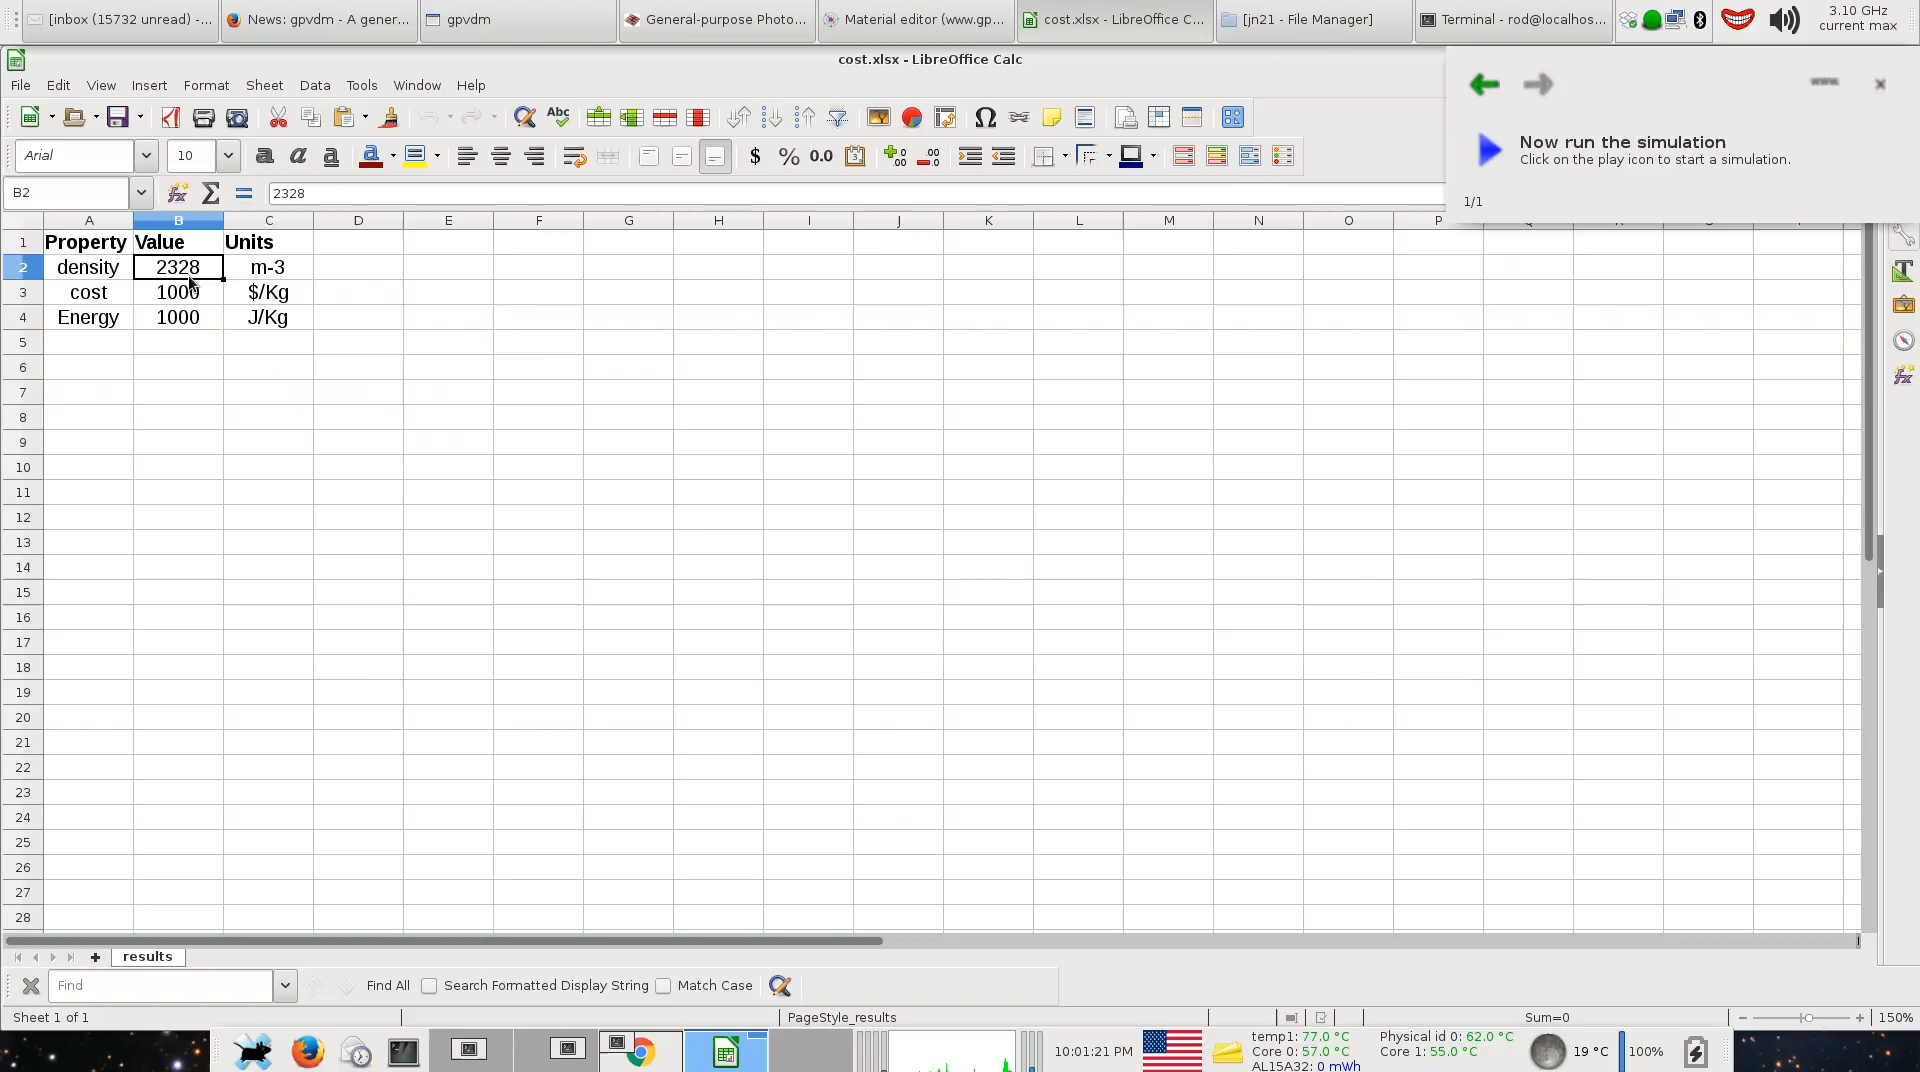 [inbox (15732 unread) -... News: gpvdm - A gener... gpvdm General-purpose Photo... Material editor (www.gp... cost.xlsx - LibreOffice C... [jn21 - File Manager] Terminal - rod@localhos... 3.10 GHz
current max
cost.xlsx - LibreOffice Calc
File Edit View Insert Format Sheet Data Tools Window Help
Now run the simulation
Click on the play icon to start a simulation.
1/1
Arial 10
B2 2328
A B C D E F G H I J K L M N O P
1 Property Value Units
2 density 2328 m-3
3 cost 1000 $/Kg
4 Energy 1000 J/Kg
5
6
7
8
9
10
11
12
13
14
15
16
17
18
19
20
21
22
23
24
25
26
27
28
results
Find Find All Search Formatted Display String Match Case
Sheet 1 of 1 PageStyle_results Sum=0 150%
10:01:21 PM
temp1: 77.0 °C Physical id 0: 62.0 °C
Core 0: 57.0 °C Core 1: 55.0 °C
AL15A32: 0 mWh
19 °C 100%